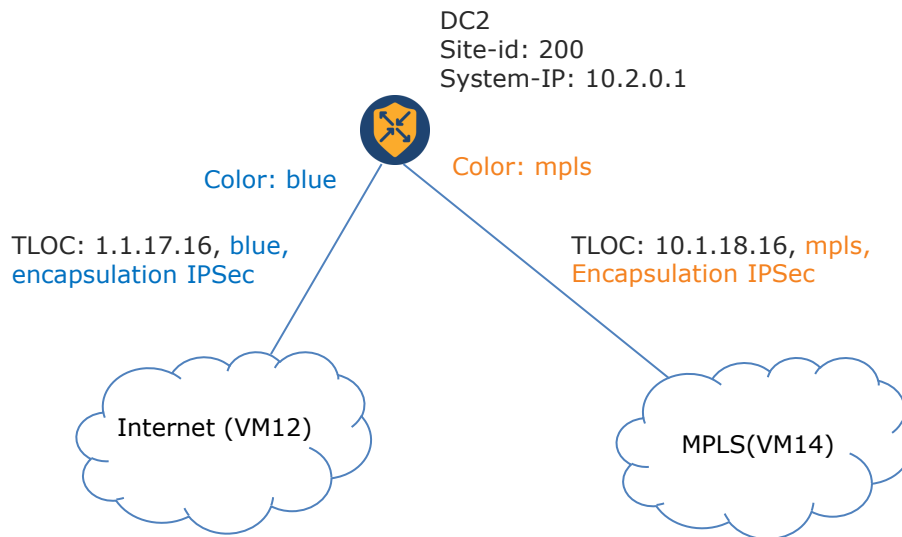 DC2
Site-id: 200
System-IP: 10.2.0.1
Color: blue
Color: mpls
TLOC: 1.1.17.16, blue,
encapsulation IPSec
TLOC: 10.1.18.16, mpls,
Encapsulation IPSec
Internet (VM12)
MPLS(VM14)